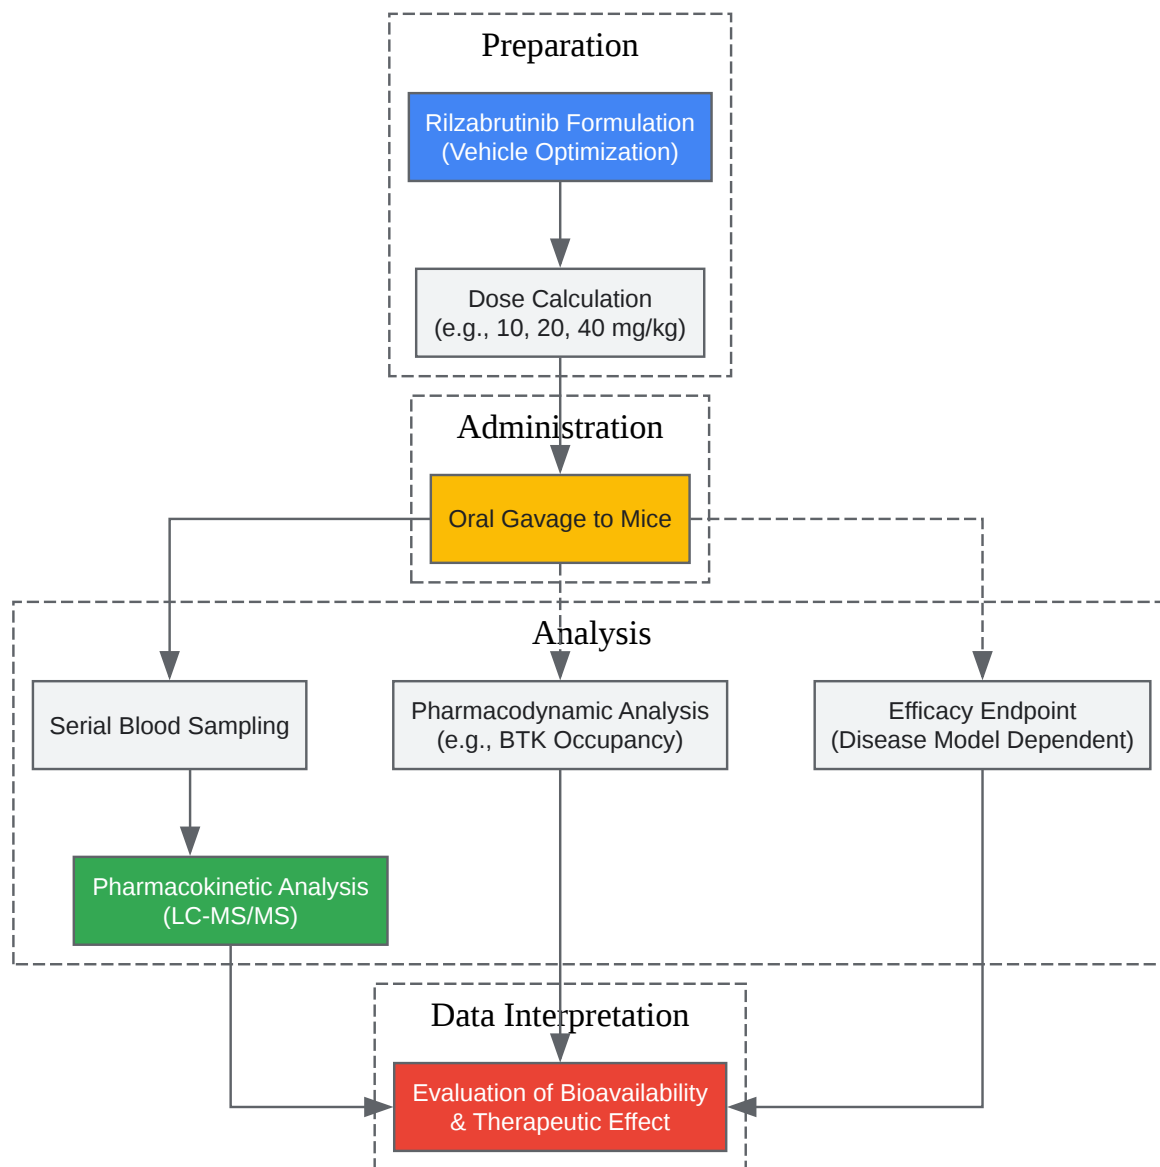 Preparation
Rilzabrutinib Formulation
(Vehicle Optimization)
Dose Calculation
(e.g., 10, 20, 40 mg/kg)
Administration
Oral Gavage to Mice
Analysis
Serial Blood Sampling
Pharmacodynamic Analysis
(e.g., BTK Occupancy)
Efficacy Endpoint
(Disease Model Dependent)
Pharmacokinetic Analysis
(LC-MS/MS)
Data Interpretation
Evaluation of Bioavailability
& Therapeutic Effect